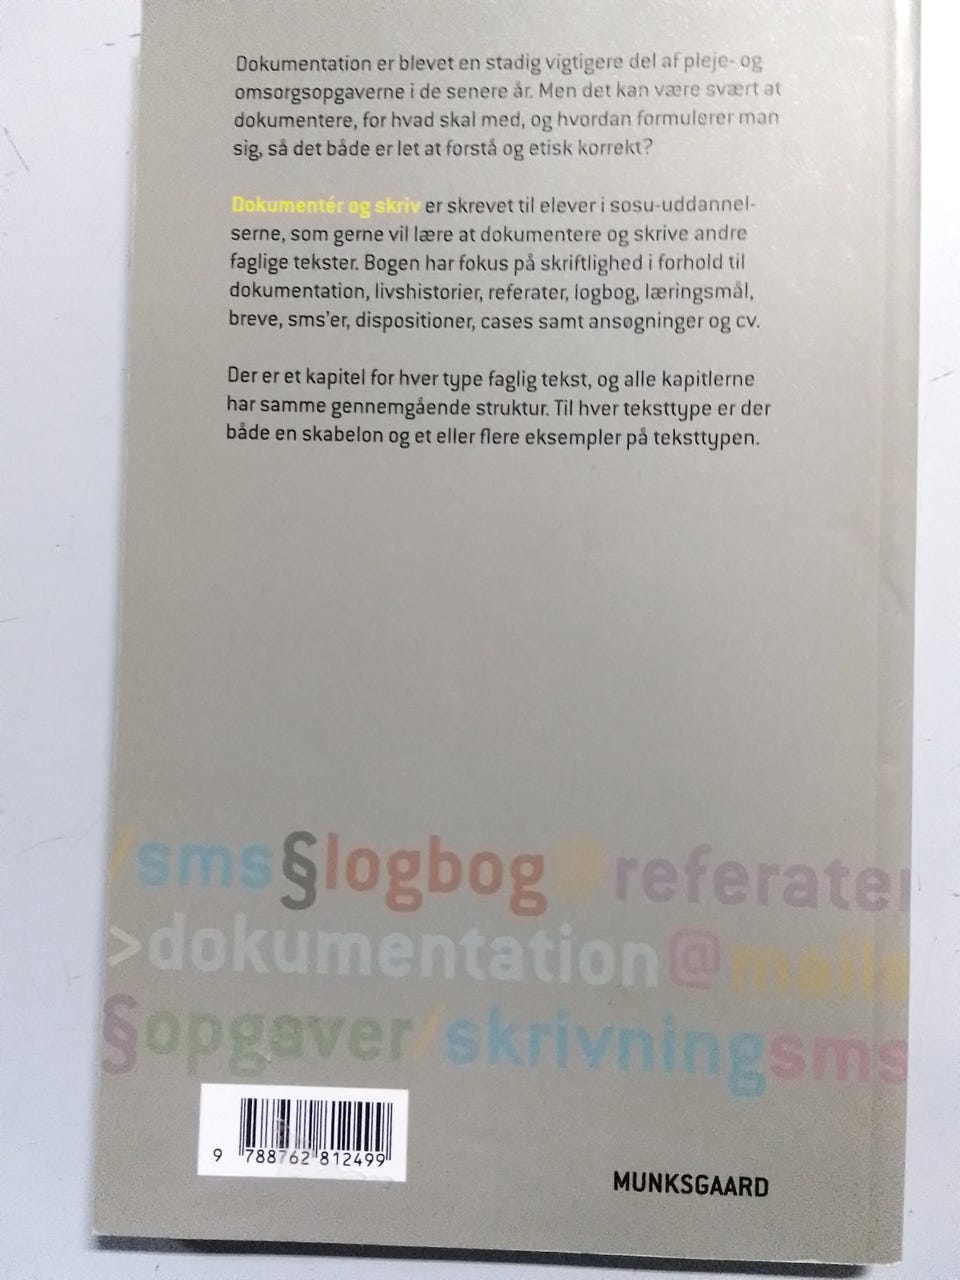 Dokumentation er blevet en stadig vigtigere del af pleje- og
omsorgsopgaverne i de senere år. Men det kan være svært at
dokumentere, for hvad skal med, og hvordan formulerer man
sig, så det både er let at forstå og etisk korrekt?
Dokumentér og skriv er skrevet til elever i sosu-uddannel-
serne, som gerne vil lære at dokumentere og skrive andre
faglige tekster. Bogen har fokus på skriftlighed i forhold til
dokumentation, livshistorier, referater, logbog, læringsmål,
breve, sms'er, dispositioner, cases samt ansøgninger og cv.
Der er et kapitel for hver type faglig tekst, og alle kapitlerne
har samme gennemgående struktur. Til hver teksttype er der
både en skabelon og et eller flere eksempler på teksttypen.
/sms§logbog●referater
>dokumentation@mails
§opgaver/skrivningsms
9 788762 812499
MUNKSGAARD